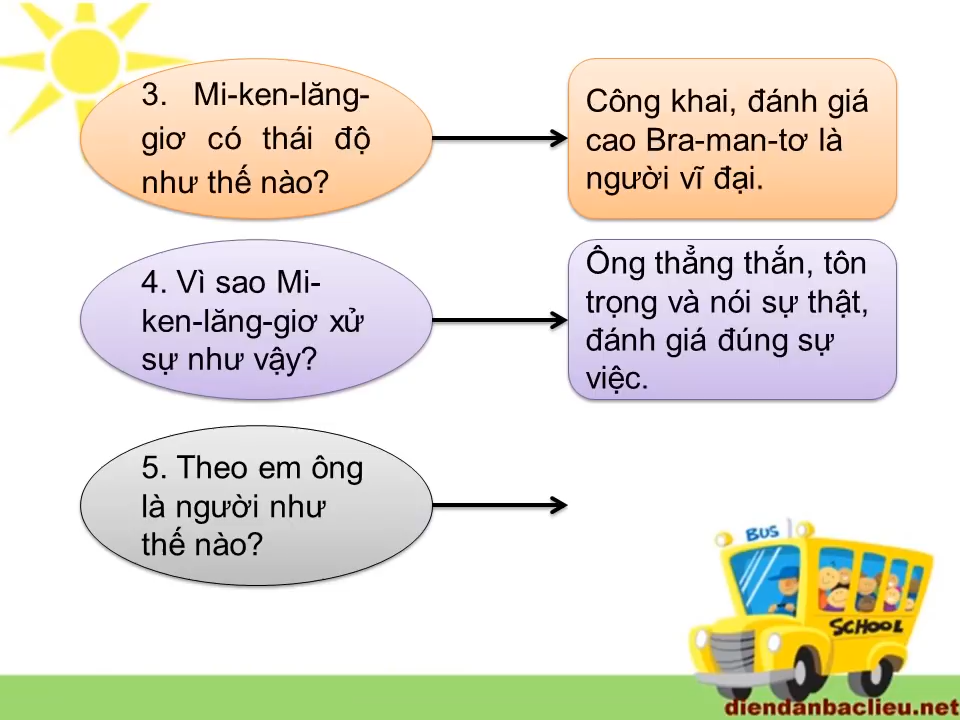 3. Mi-ken-lăng-
giơ có thái độ
như thế nào?
Công khai, đánh giá
cao Bra-man-tơ là
người vĩ đại.
4. Vì sao Mi-
ken-lăng-giơ xử
sự như vậy?
Ông thẳng thắn, tôn
trọng và nói sự thật,
đánh giá đúng sự
việc.
5. Theo em ông
là người như
thế nào?
BUS
SCHOOL
diendanbaclieu.net